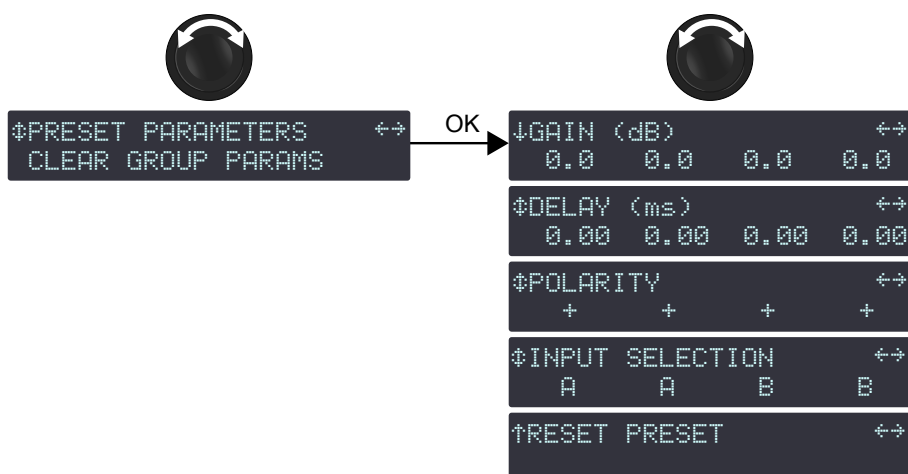 ↕PRESET PARAMETERS ↔
CLEAR GROUP PARAMS
OK
↓GAIN (dB) ↔
0.0 0.0 0.0 0.0
↕DELAY (ms) ↔
0.00 0.00 0.00 0.00
↕POLARITY ↔
+ + + +
↕INPUT SELECTION ↔
A A B B
↑RESET PRESET ↔